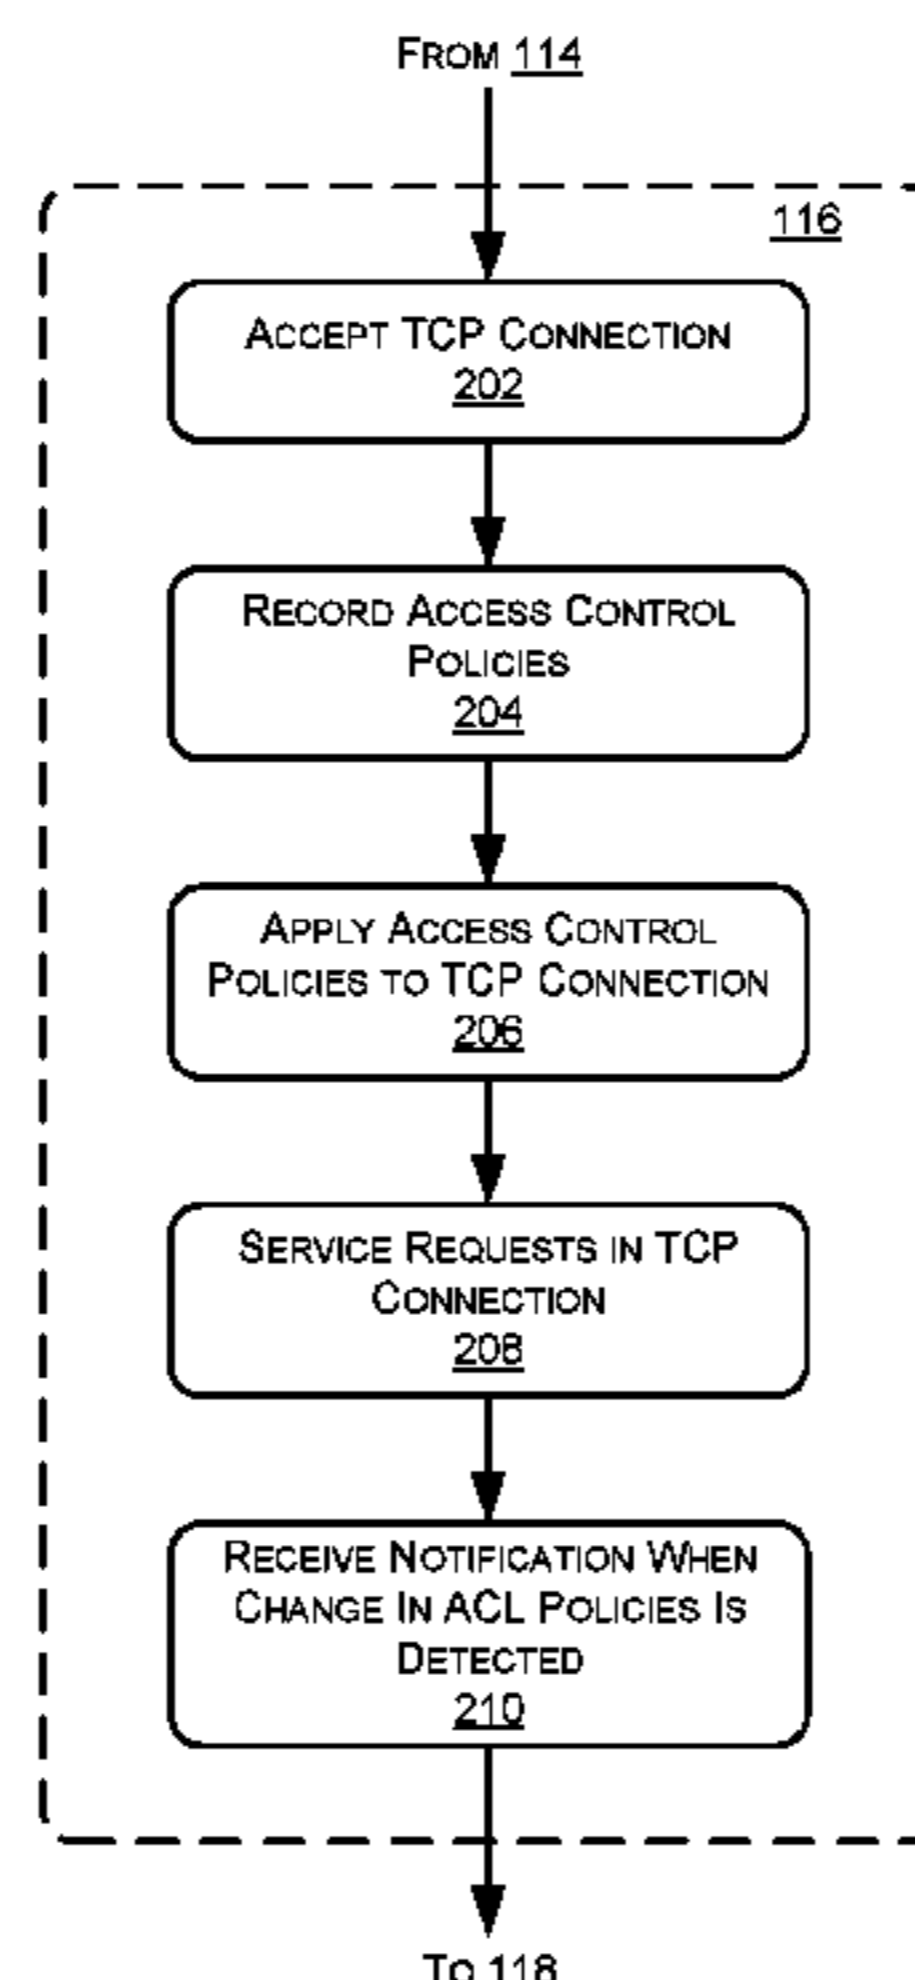 FROM 114
116
ACCEPT TCP CONNECTION
202
RECORD ACCESS CONTROL
POLICIES
204
APPLY ACCESS CONTROL
POLICIES TO TCP CONNECTION
206
SERVICE REQUESTS IN TCP
CONNECTION
208
RECEIVE NOTIFICATION WHEN
CHANGE IN ACL POLICIES IS
DETECTED
210
TO 118